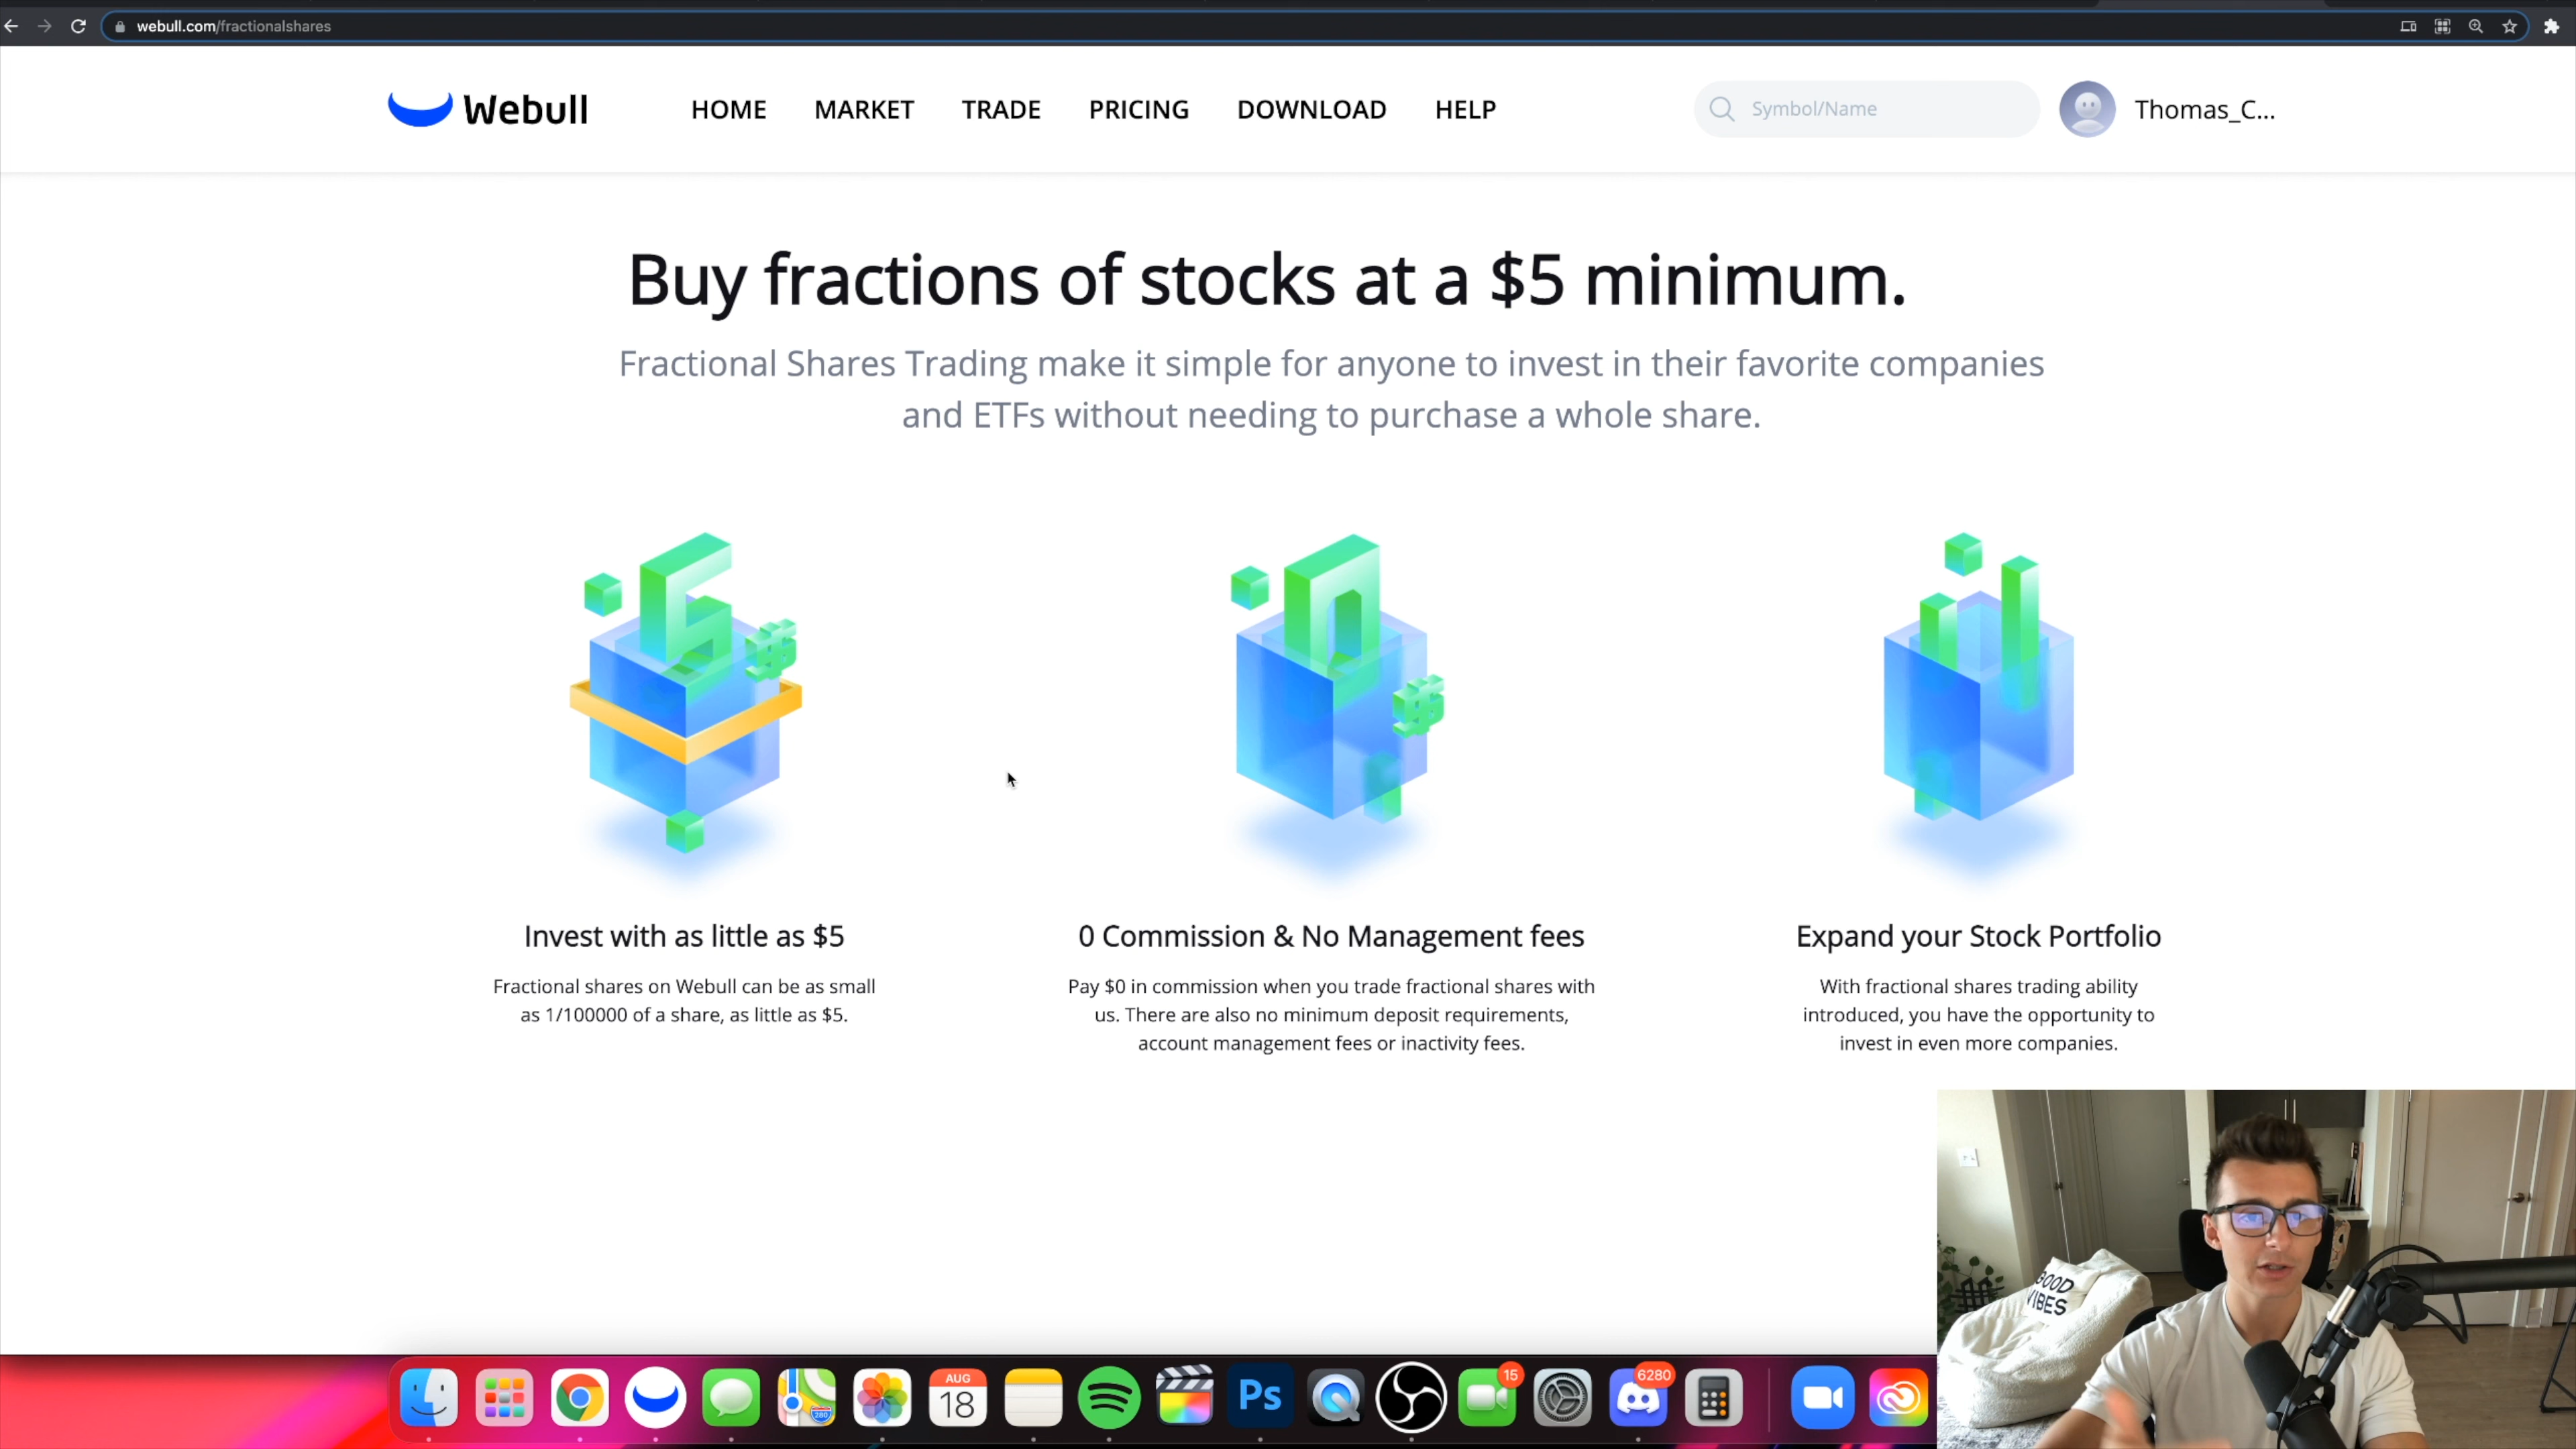 webull.com/fractionalshares
Webull
HOME
MARKET
TRADE
PRICING
DOWNLOAD
HELP
Symbol/Name
Thomas_C...
Buy fractions of stocks at a $5 minimum.
Fractional Shares Trading make it simple for anyone to invest in their favorite companies
and ETFs without needing to purchase a whole share.
5
$
0
$
Invest with as little as $5
Fractional shares on Webull can be as small
as 1/100000 of a share, as little as $5.
0 Commission & No Management fees
Pay $0 in commission when you trade fractional shares with
us. There are also no minimum deposit requirements,
account management fees or inactivity fees.
Expand your Stock Portfolio
With fractional shares trading ability
introduced, you have the opportunity to
invest in even more companies.
GOOD
VIBES
280
AUG
18
Ps
15
6280